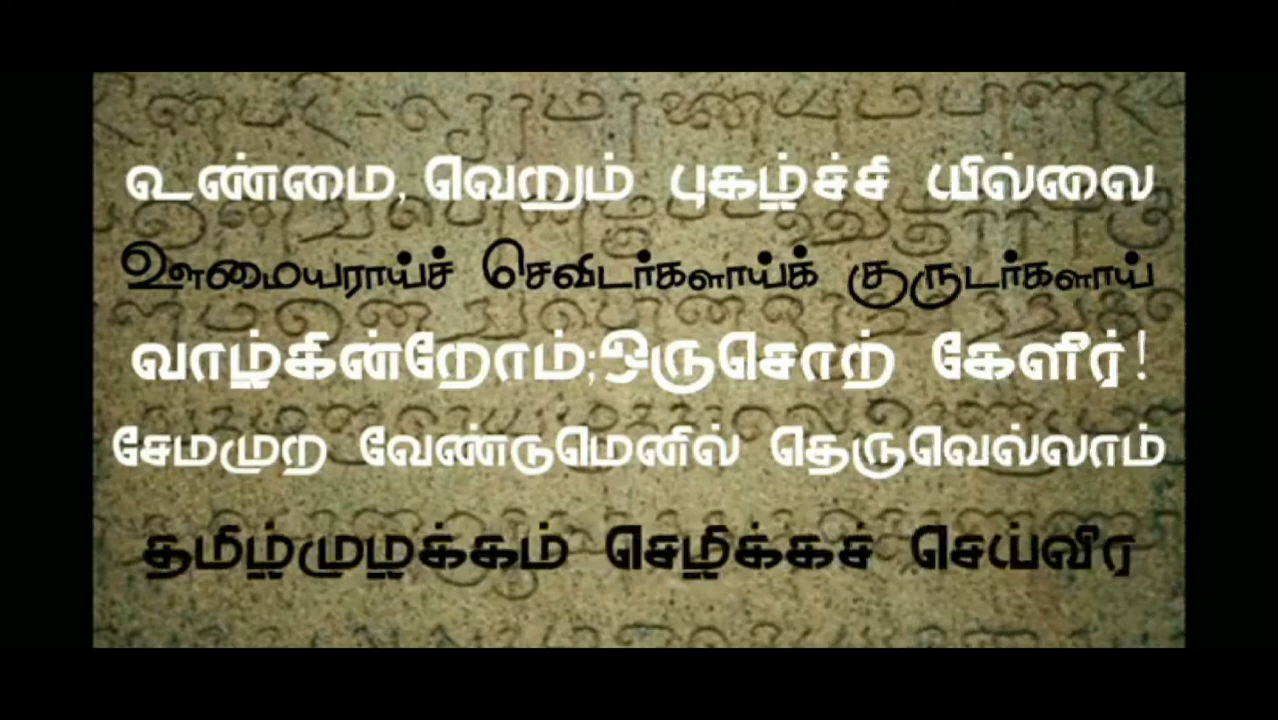 உண்மை, வெறும் புகழ்ச்சி யில்லை
ஊமையராய்ச் செவிடர்களாய்க் குருடர்களாய்
வாழ்கின்றோம்;ஒருசொற் கேளீர்!
சேமமுற வேண்டுமெனில் தெருவெல்லாம்
தமிழ்முழக்கம் செழிக்கச் செய்வீர